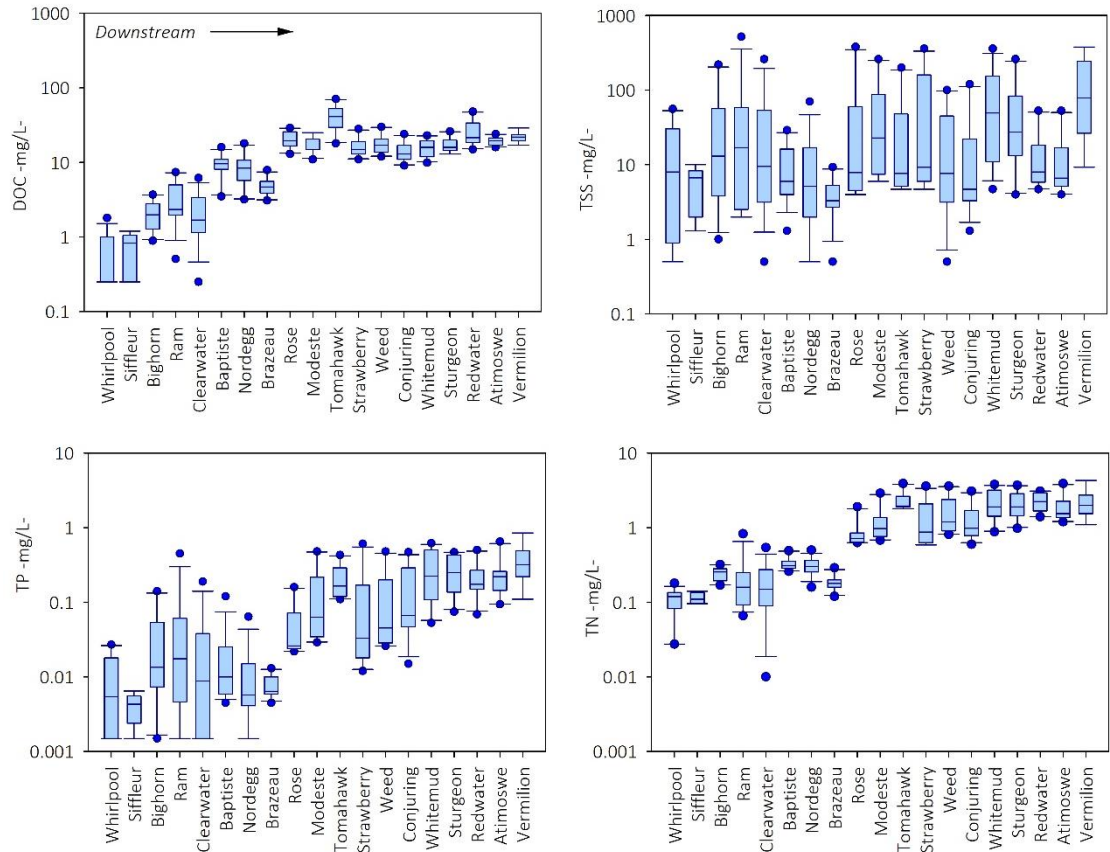 1000
100
10
1
0.1
DOC -mg/L-
Downstream
Whirlpool
Siffleur
Bighorn
Ram
Clearwater
Baptiste
Nordegg
Brazeau
Rose
Modeste
Tomahawk
Strawberry
Weed
Conjuring
Whitemud
Sturgeon
Redwater
Atimoswe
Vermilion
1000
100
10
1
0.1
TSS -mg/L-
Whirlpool
Siffleur
Bighorn
Ram
Clearwater
Baptiste
Nordegg
Brazeau
Rose
Modeste
Tomahawk
Strawberry
Weed
Conjuring
Whitemud
Sturgeon
Redwater
Atimoswe
Vermilion
10
1
0.1
0.01
0.001
TP -mg/L-
Whirlpool
Siffleur
Bighorn
Ram
Clearwater
Baptiste
Nordegg
Brazeau
Rose
Modeste
Tomahawk
Strawberry
Weed
Conjuring
Whitemud
Sturgeon
Redwater
Atimoswe
Vermilion
10
1
0.1
0.01
0.001
TN -mg/L-
Whirlpool
Siffleur
Bighorn
Ram
Clearwater
Baptiste
Nordegg
Brazeau
Rose
Modeste
Tomahawk
Strawberry
Weed
Conjuring
Whitemud
Sturgeon
Redwater
Atimoswe
Vermilion